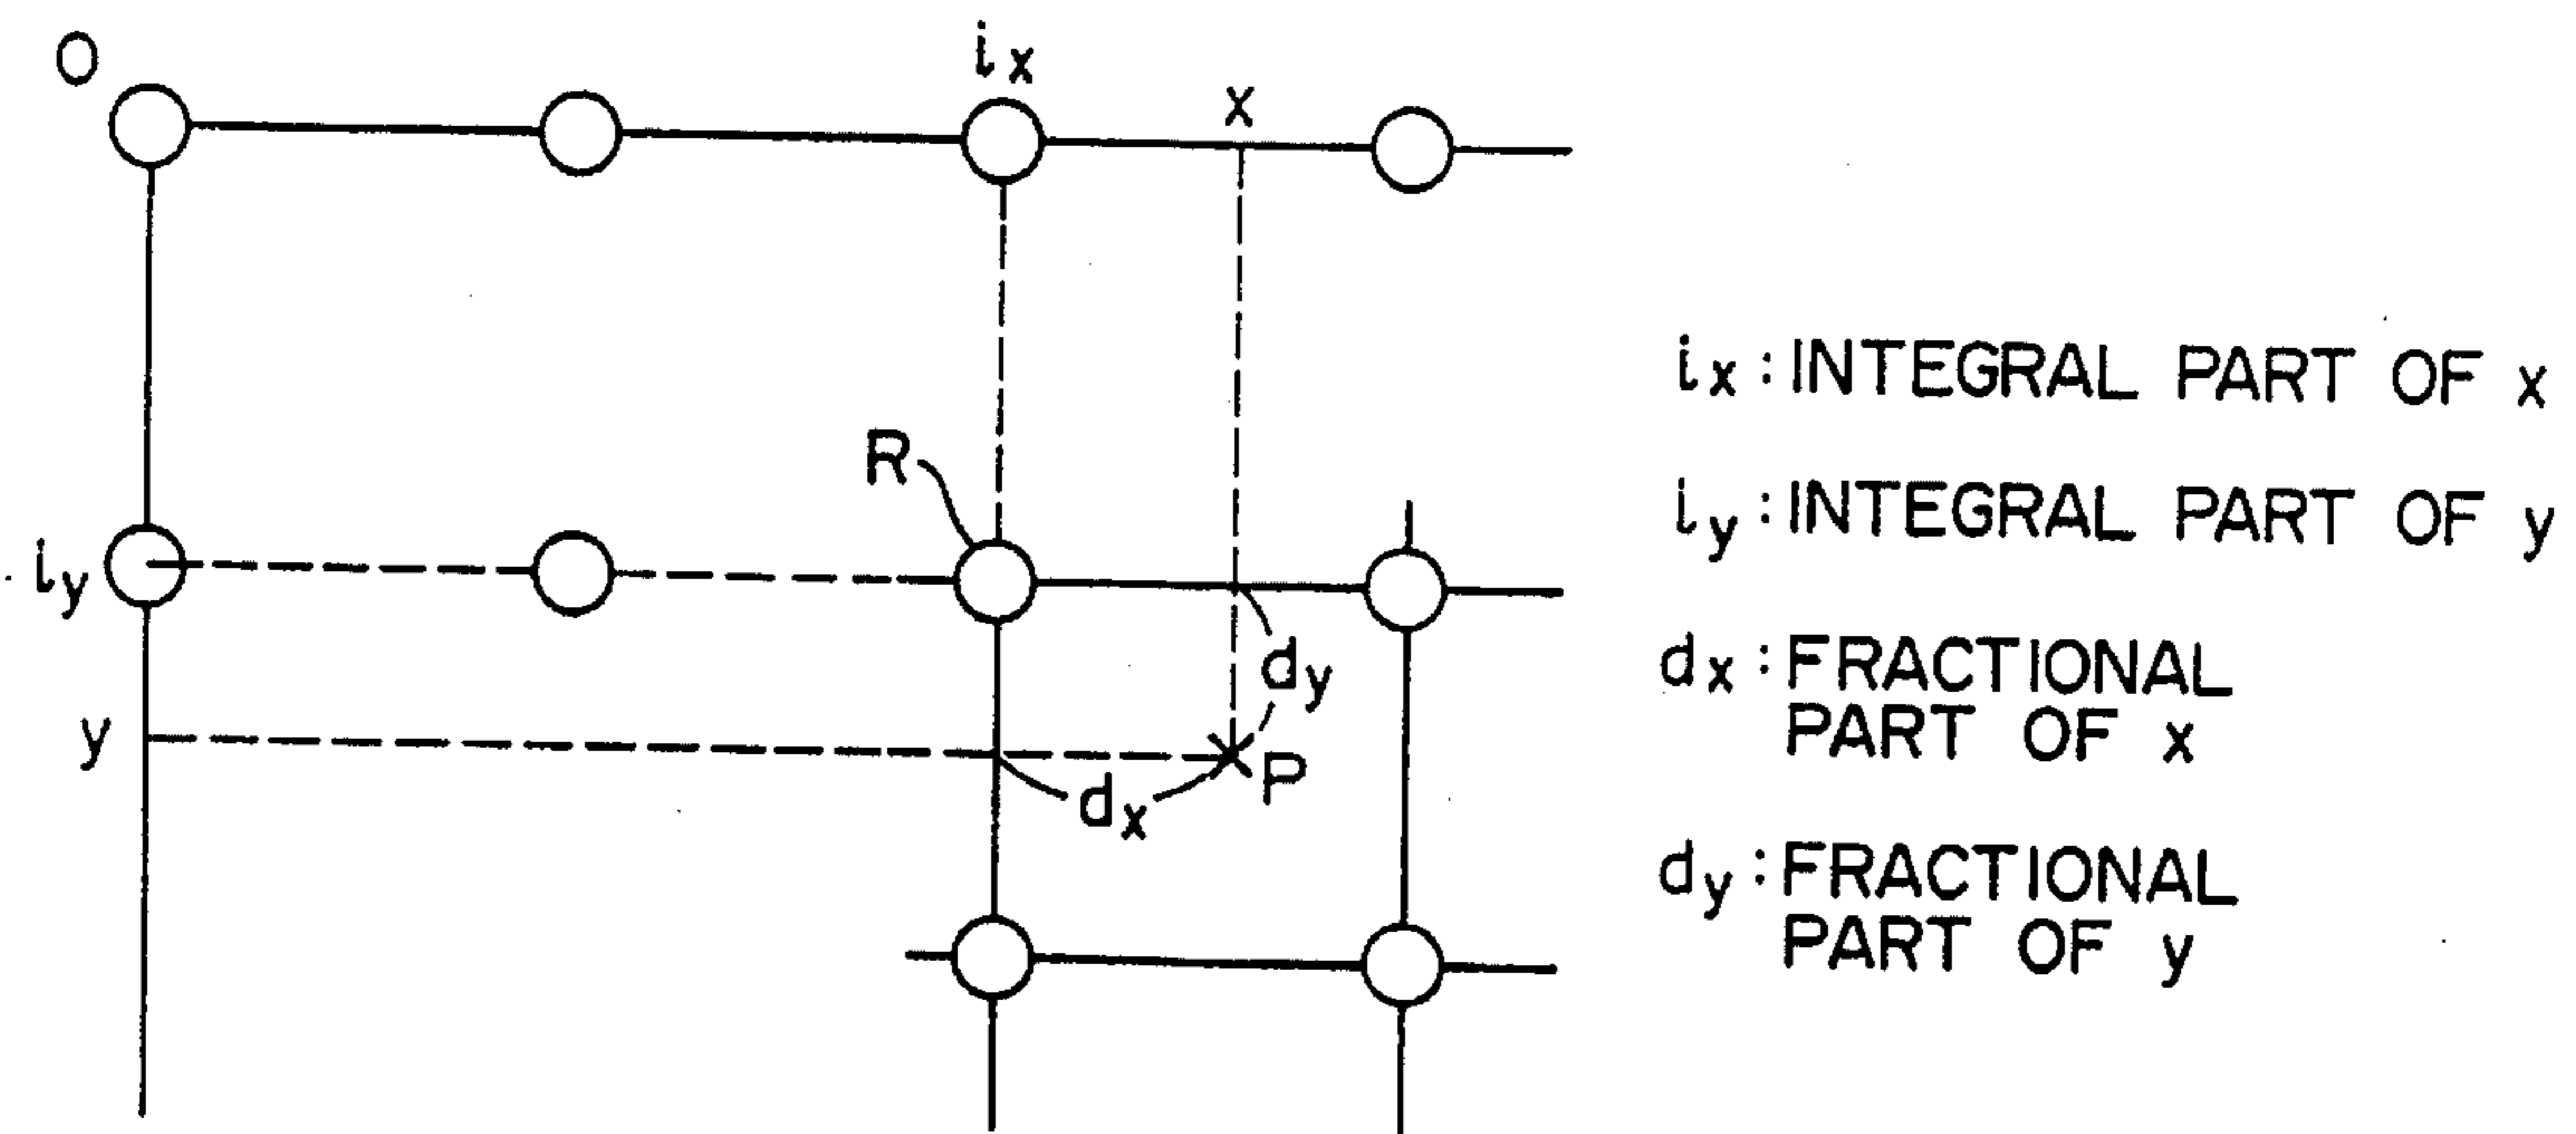 O
ix
x
R
iy
dy
y
P
dx
ix : INTEGRAL PART OF x
iy : INTEGRAL PART OF y
dx : FRACTIONAL
PART OF x
dy : FRACTIONAL
PART OF y